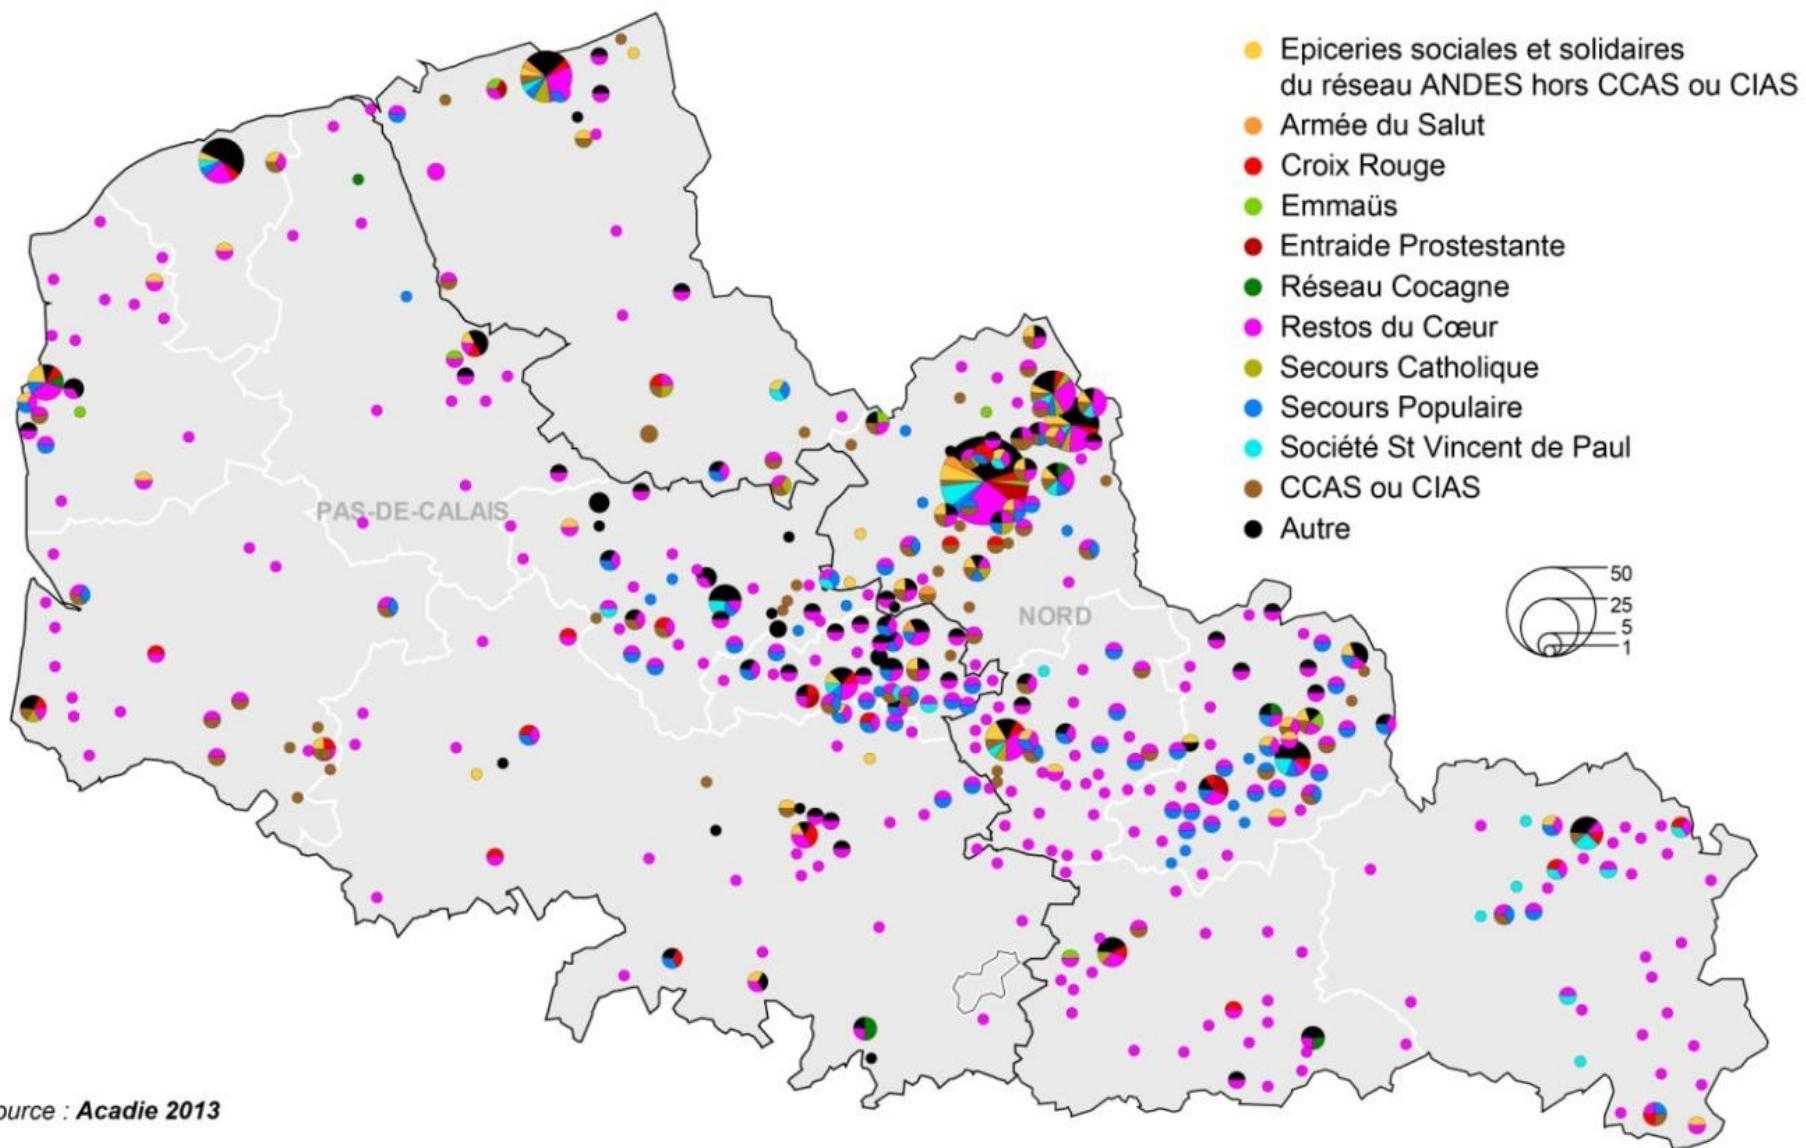 Epiceries sociales et solidaires
du réseau ANDES hors CCAS ou CIAS
Armée du Salut
Croix Rouge
Emmaüs
Entraide Prostestante
Réseau Cocagne
Restos du Cœur
Secours Catholique
Secours Populaire
Société St Vincent de Paul
CCAS ou CIAS
Autre
50
25
5
1
PAS-DE-CALAIS
NORD
ource : Acadie 2013